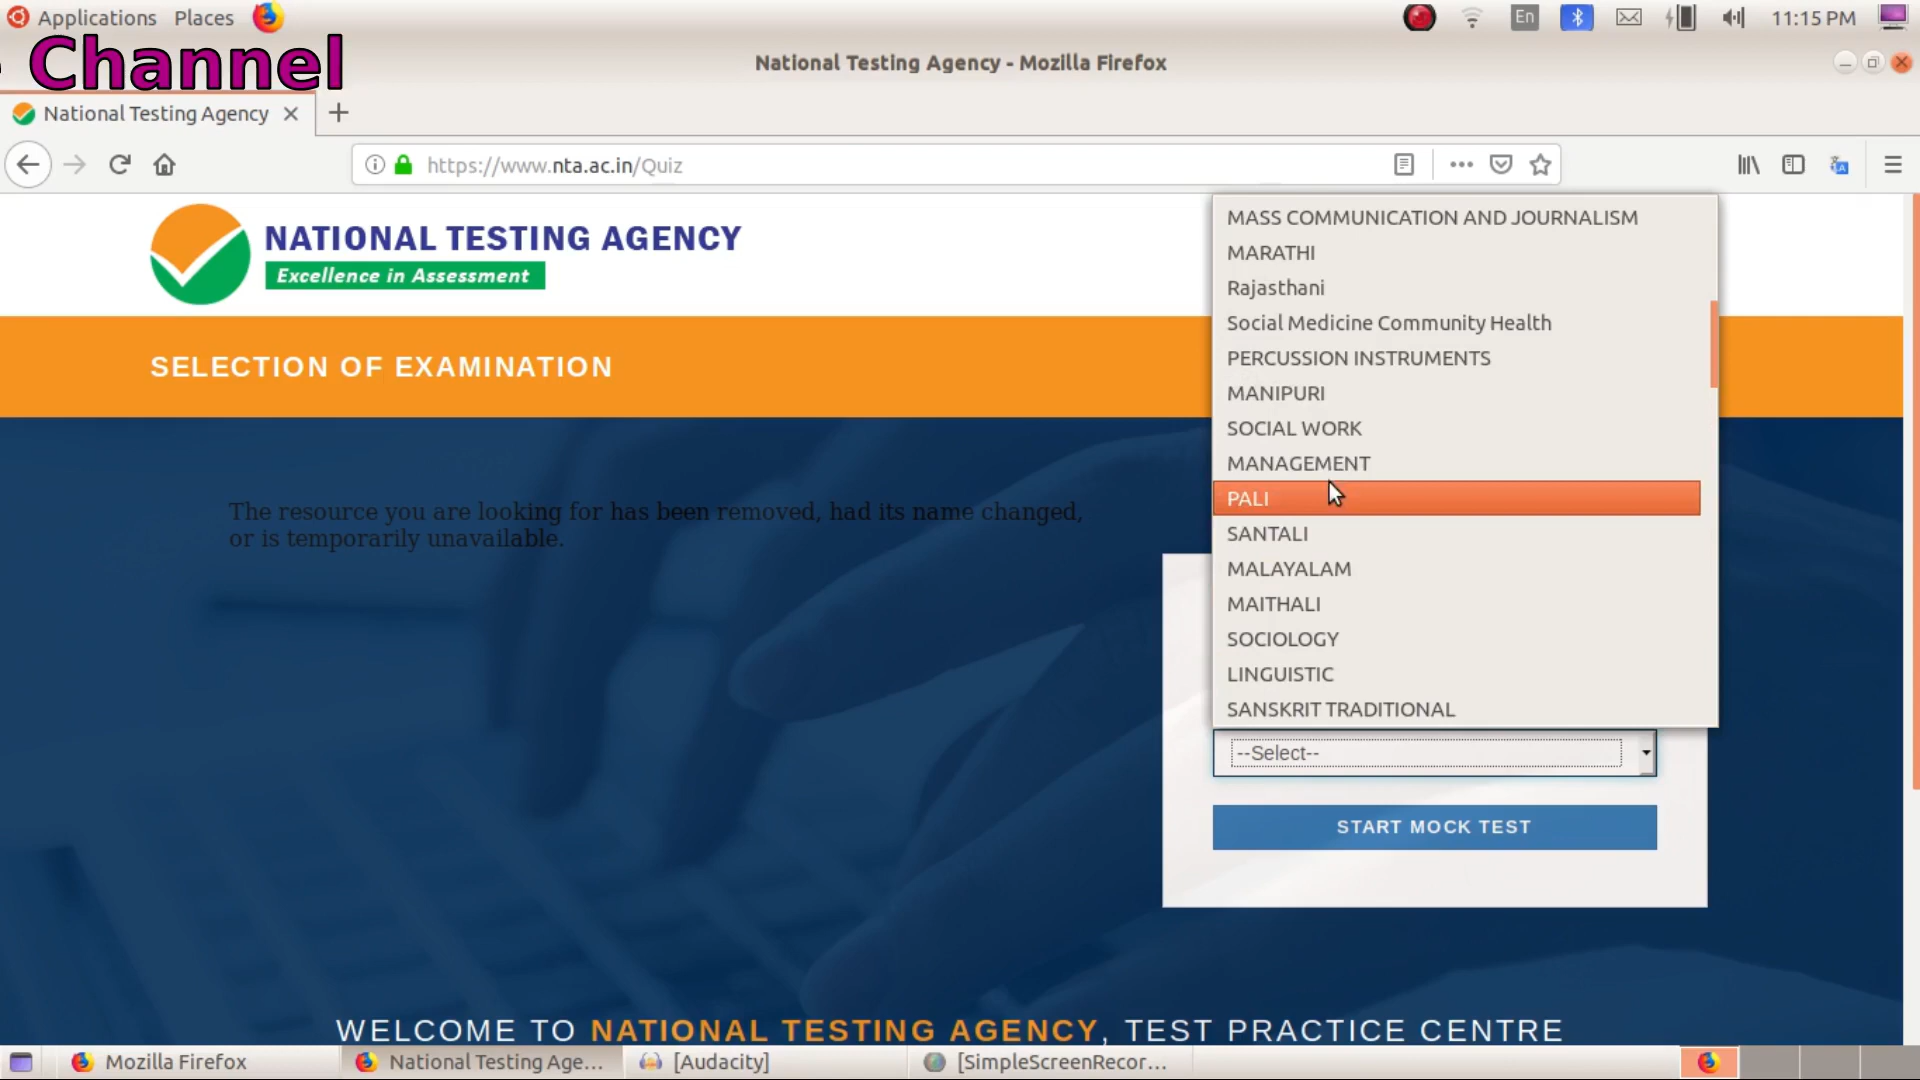 Applications Places
En
11:15 PM
Channel
National Testing Agency - Mozilla Firefox
National Testing Agency
https://www.nta.ac.in/Quiz
NATIONAL TESTING AGENCY
Excellence in Assessment
SELECTION OF EXAMINATION
The resource you are looking for has been removed, had its name changed,
or is temporarily unavailable.
MASS COMMUNICATION AND JOURNALISM
MARATHI
Rajasthani
Social Medicine Community Health
PERCUSSION INSTRUMENTS
MANIPURI
SOCIAL WORK
MANAGEMENT
PALI
SANTALI
MALAYALAM
MAITHALI
SOCIOLOGY
LINGUISTIC
SANSKRIT TRADITIONAL
--Select--
START MOCK TEST
WELCOME TO NATIONAL TESTING AGENCY, TEST PRACTICE CENTRE
Mozilla Firefox
National Testing Age...
[Audacity]
[SimpleScreenRecor...